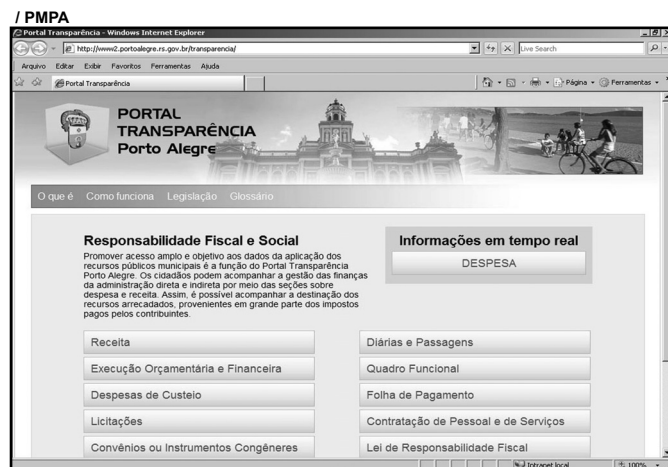 / PMPA
Portal Transparência - Windows Internet Explorer
http://www2.portoalegre.rs.gov.br/transparencia/
Live Search
Arquivo Editar Exibir Favoritos Ferramentas Ajuda
Portal Transparência
Página
Ferramentas
PORTAL
TRANSPARÊNCIA
Porto Alegre
O que é Como funciona Legislação Glossário
Responsabilidade Fiscal e Social
Promover acesso amplo e objetivo aos dados da aplicação dos
recursos públicos municipais é a função do Portal Transparência
Porto Alegre. Os cidadãos podem acompanhar a gestão das finanças
da administração direta e indireta por meio das seções sobre
despesa e receita. Assim, é possível acompanhar a destinação dos
recursos arrecadados, provenientes em grande parte dos impostos
pagos pelos contribuintes.
Informações em tempo real
DESPESA
Receita
Execução Orçamentária e Financeira
Despesas de Custeio
Licitações
Convênios ou Instrumentos Congêneres
Diárias e Passagens
Quadro Funcional
Folha de Pagamento
Contratação de Pessoal e de Serviços
Lei de Responsabilidade Fiscal
Intranet local
100%